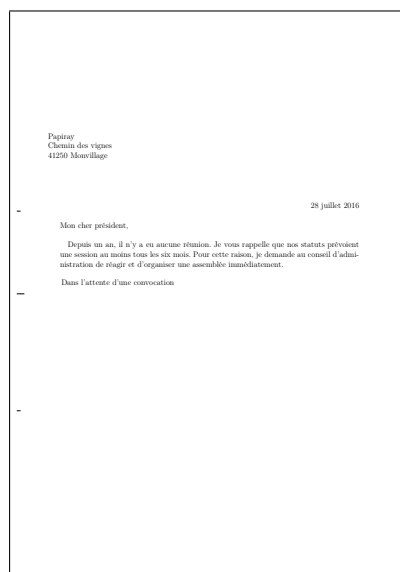 Papiray
Chemin des vignes
41250 Monvillage
28 juillet 2016
Mon cher président,
Depuis un an, il n'y a eu aucune réunion. Je vous rappelle que nos statuts prévoient
une session au moins tous les six mois. Pour cette raison, je demande au conseil d'admi-
nistration de réagir et d'organiser une assemblée immédiatement.
Dans l'attente d'une convocation